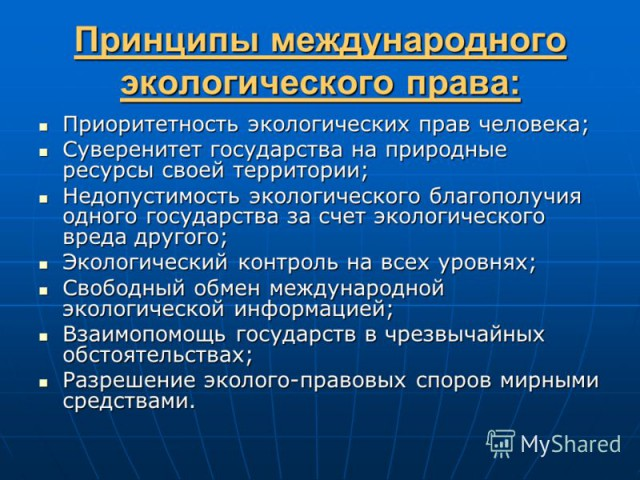 Принципы международного
экологического права:
Приоритетность экологических прав человека;
Суверенитет государства на природные
ресурсы своей территории;
Недопустимость экологического благополучия
одного государства за счет экологического
вреда другого;
Экологический контроль на всех уровнях;
Свободный обмен международной
экологической информацией;
Взаимопомощь государств в чрезвычайных
обстоятельствах;
Разрешение эколого-правовых споров мирными
средствами.
MyShared